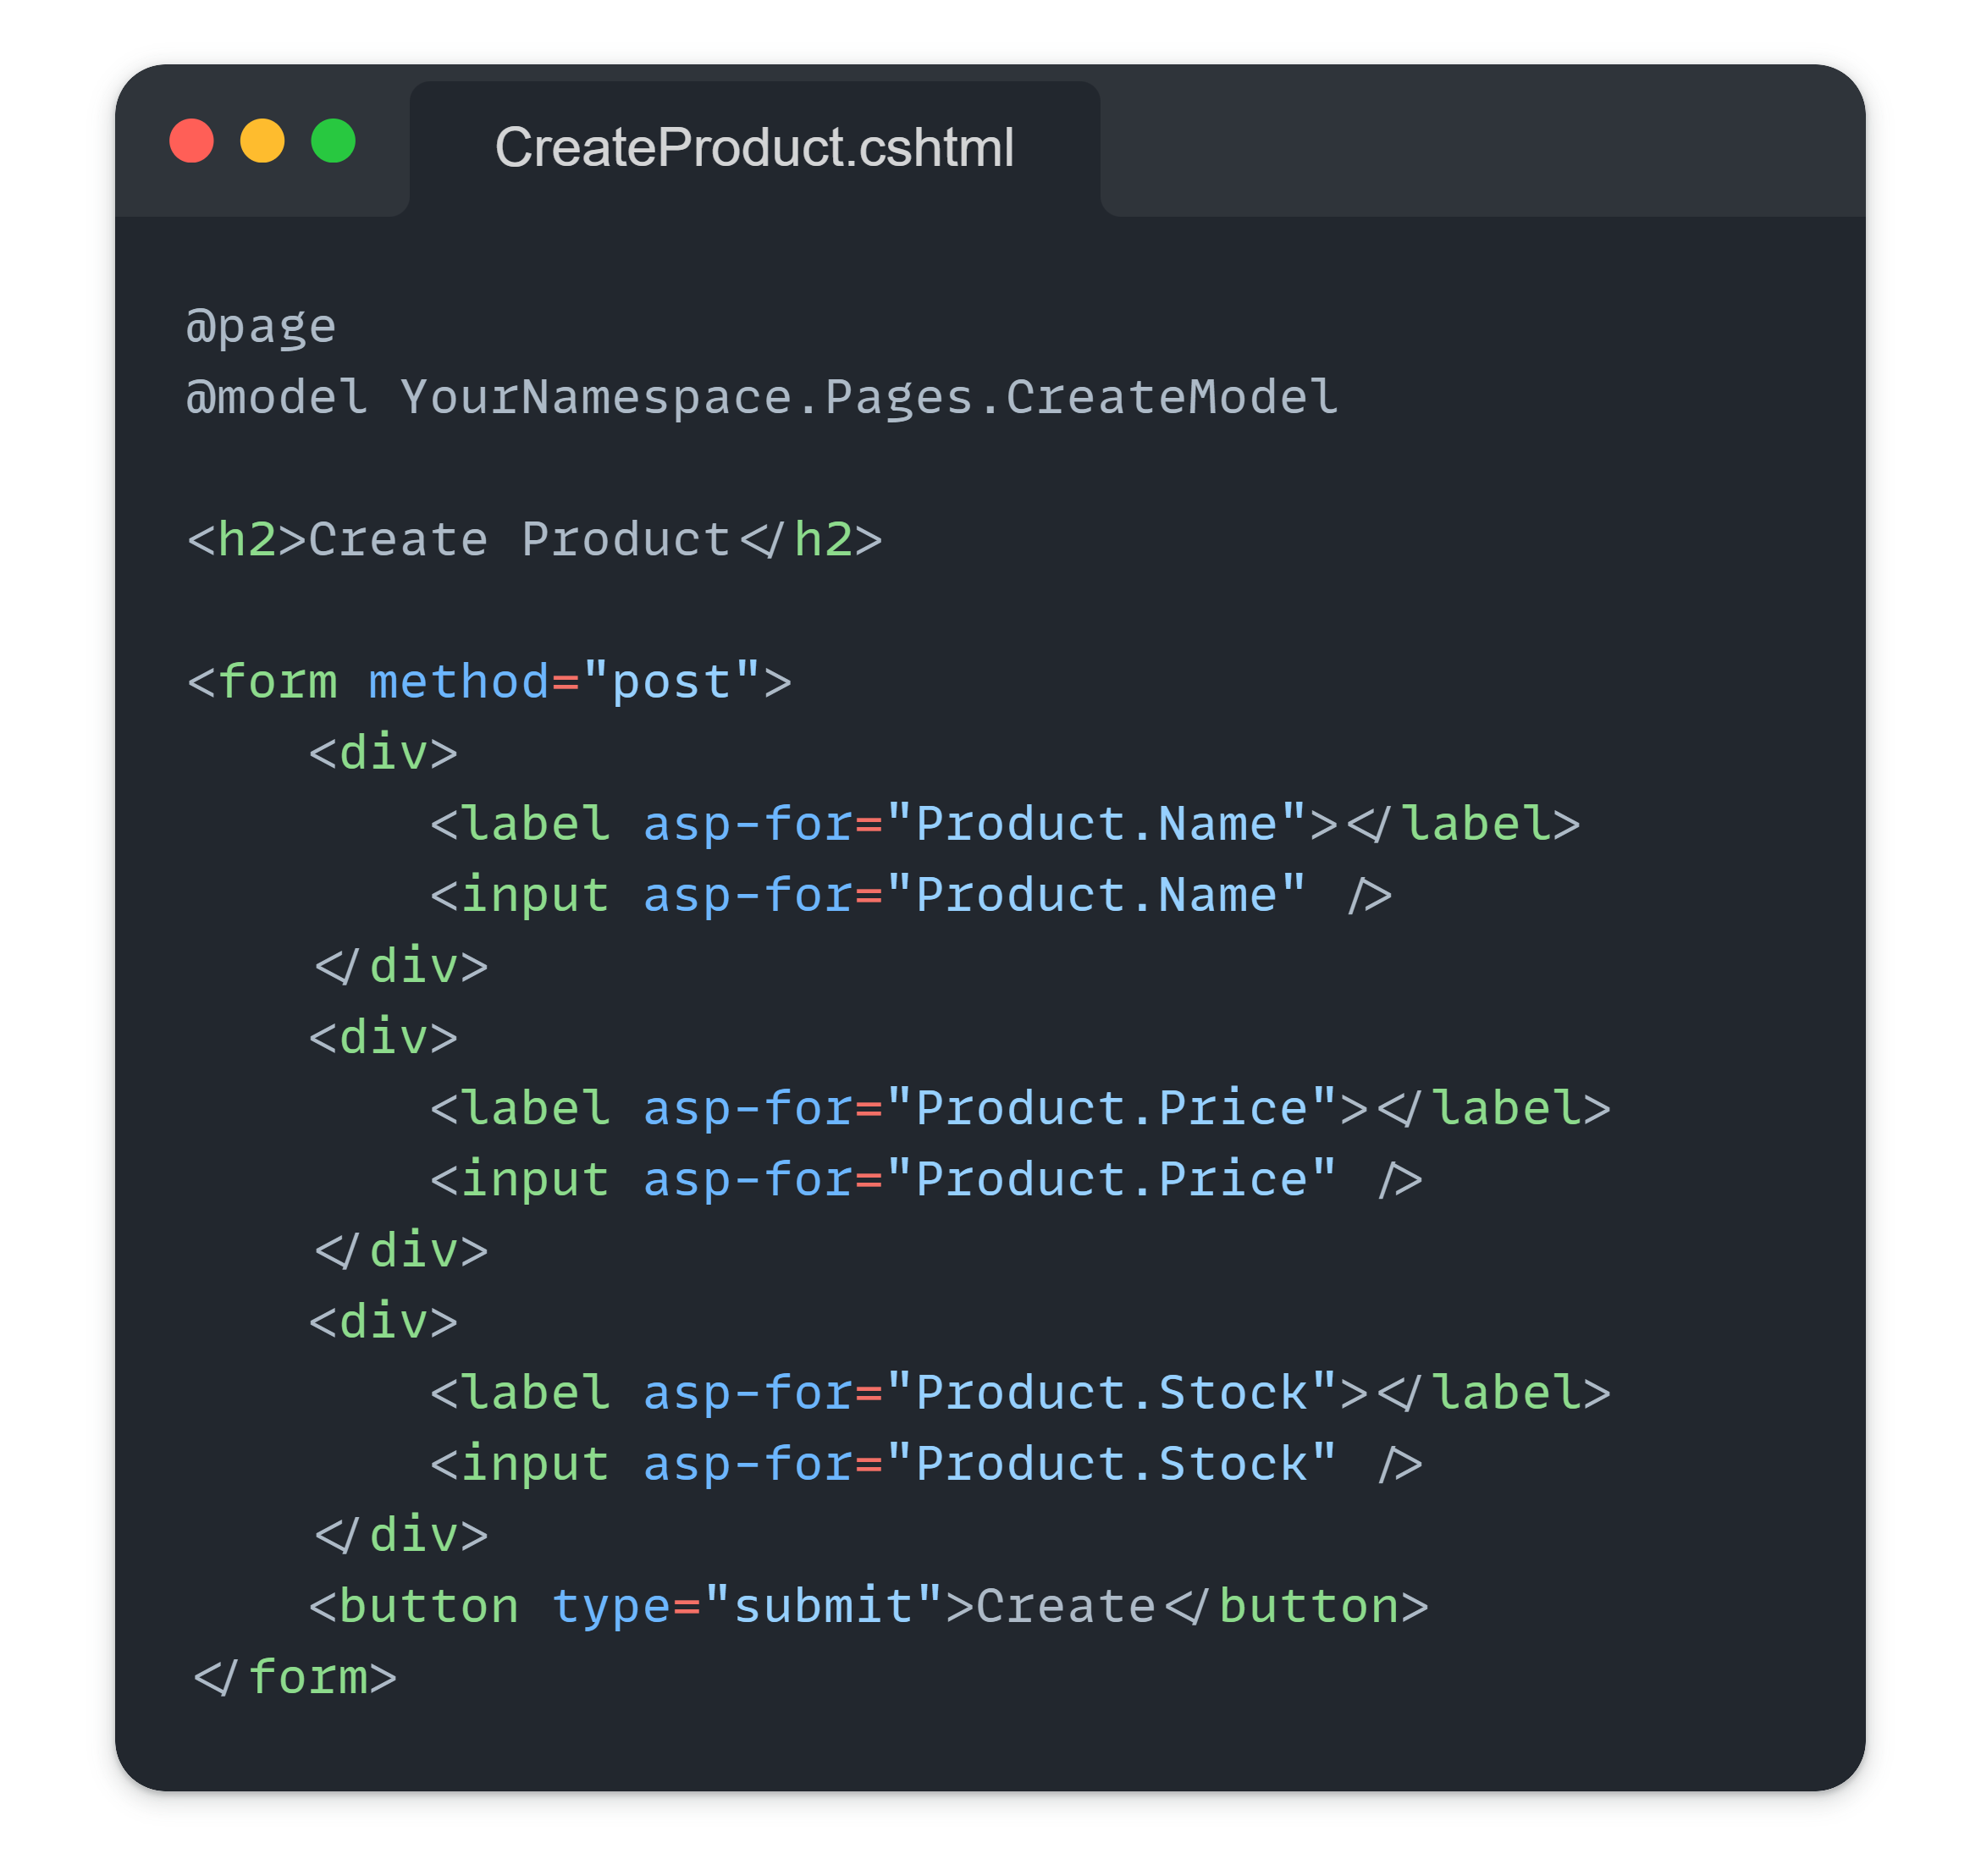 CreateProduct.cshtml
@page
@model YourNamespace.Pages.CreateModel
<h2>Create Product</h2>
<form method="post">
    <div>
        <label asp-for="Product.Name"></label>
        <input asp-for="Product.Name" />
    </div>
    <div>
        <label asp-for="Product.Price"></label>
        <input asp-for="Product.Price" />
    </div>
    <div>
        <label asp-for="Product.Stock"></label>
        <input asp-for="Product.Stock" />
    </div>
    <button type="submit">Create</button>
</form>